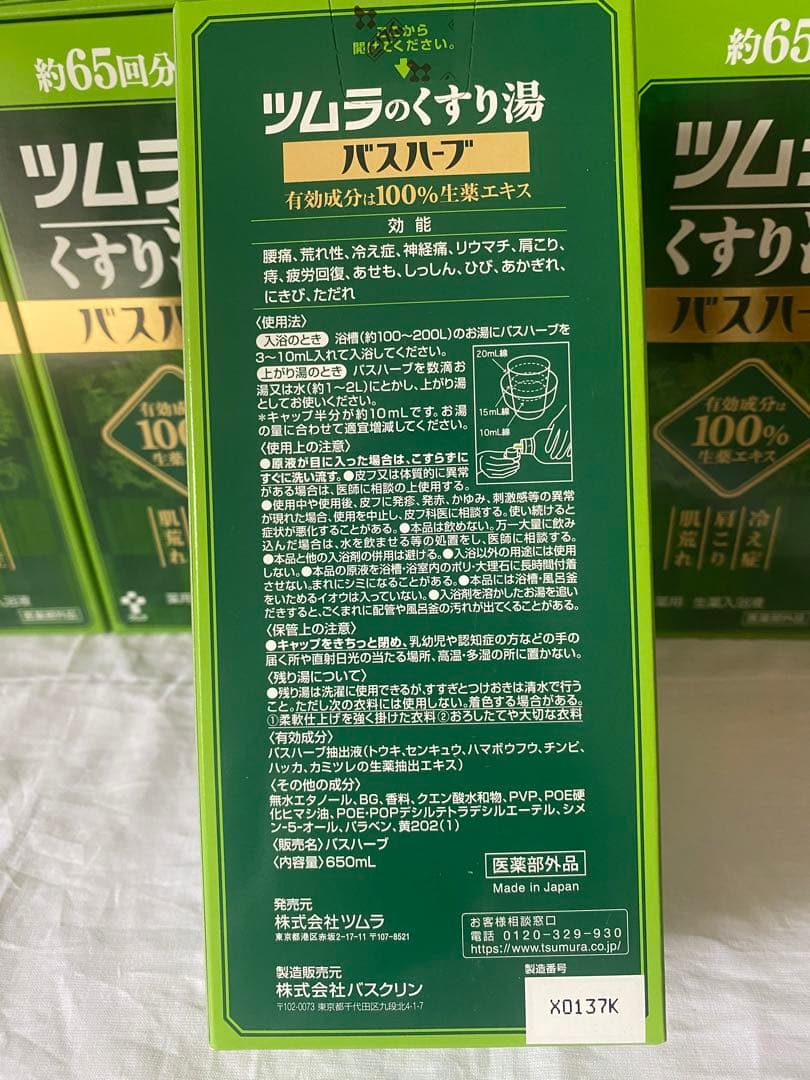 ここから
開けてください。
ツムラのくすり湯
バスハーブ
有効成分は100%生薬エキス
効能
腰痛、荒れ性、冷え症、神経痛、リウマチ、肩こり、
痔、疲労回復、あせも、しっしん、ひび、あかぎれ、
にきび、ただれ
〈使用法〉
入浴のとき 浴槽(約100〜200L)のお湯にバスハーブを
3〜10mL入れて入浴してください。
上がり湯のとき バスハーブを数滴お
湯又は水(約1〜2L)にとかし、上がり湯
としてお使いください。
*キャップ半分が約10mLです。お湯
の量に合わせて適宜増減してください。
20mL線
15mL線
10mL線
〈使用上の注意〉
●原液が目に入った場合は、こすらずに
すぐに洗い流す。●皮フ又は体質的に異常
がある場合は、医師に相談の上使用する。
●使用中や使用後、皮フに発疹、発赤、かゆみ、刺激感等の異常
が現れた場合、使用を中止し、皮フ科医に相談する。使い続けると
症状が悪化することがある。●本品は飲めない。万一大量に飲み
込んだ場合は、水を飲ませる等の処置をし、医師に相談する。
●本品と他の入浴剤の併用は避ける。●入浴以外の用途には使用
しない。●本品の原液を浴槽・浴室内のポリ・大理石に長時間付着
させない。まれにシミになることがある。●本品には浴槽・風呂釜
をいためるイオウは入っていない。●入浴剤を溶かしたお湯を追い
だきすると、ごくまれに配管や風呂釜の汚れが出てくることがある。
〈保管上の注意〉
●キャップをきちっと閉め、乳幼児や認知症の方などの手の
届く所や直射日光の当たる場所、高温・多湿の所に置かない。
〈残り湯について〉
●残り湯は洗濯に使用できるが、すすぎとつけおきは清水で行う
こと。ただし次の衣料には使用しない。着色する場合がある。
①柔軟仕上げを強く掛けた衣料②おろしたてや大切な衣料
〈有効成分〉
バスハーブ抽出液(トウキ、センキュウ、ハマボウフウ、チンピ、
ハッカ、カミツレの生薬抽出エキス)
〈その他の成分〉
無水エタノール、BG、香料、クエン酸水和物、PVP、POE硬
化ヒマシ油、POE・POPデシルテトラデシルエーテル、シメ
ン-5-オール、パラベン、黄202(1)
〈販売名〉バスハーブ
〈内容量〉650mL
医薬部外品
Made in Japan
発売元
株式会社ツムラ
東京都港区赤坂2-17-11 〒107-8521
お客様相談窓口
電話 0120-329-930
https://www.tsumura.co.jp/
製造販売元
株式会社バスクリン
〒102-0073 東京都千代田区九段北4-1-7
製造番号
X0137K
約65回分
ツムラ
くすり湯
バスハ
有効成
100
生薬エキ
肌荒れ
医薬部外品
約65
ツム
くすり
バスハー
有効成分は
100%
生薬エキス
冷え症
肩こり
肌荒れ
薬用 生薬入浴液
医薬部外品